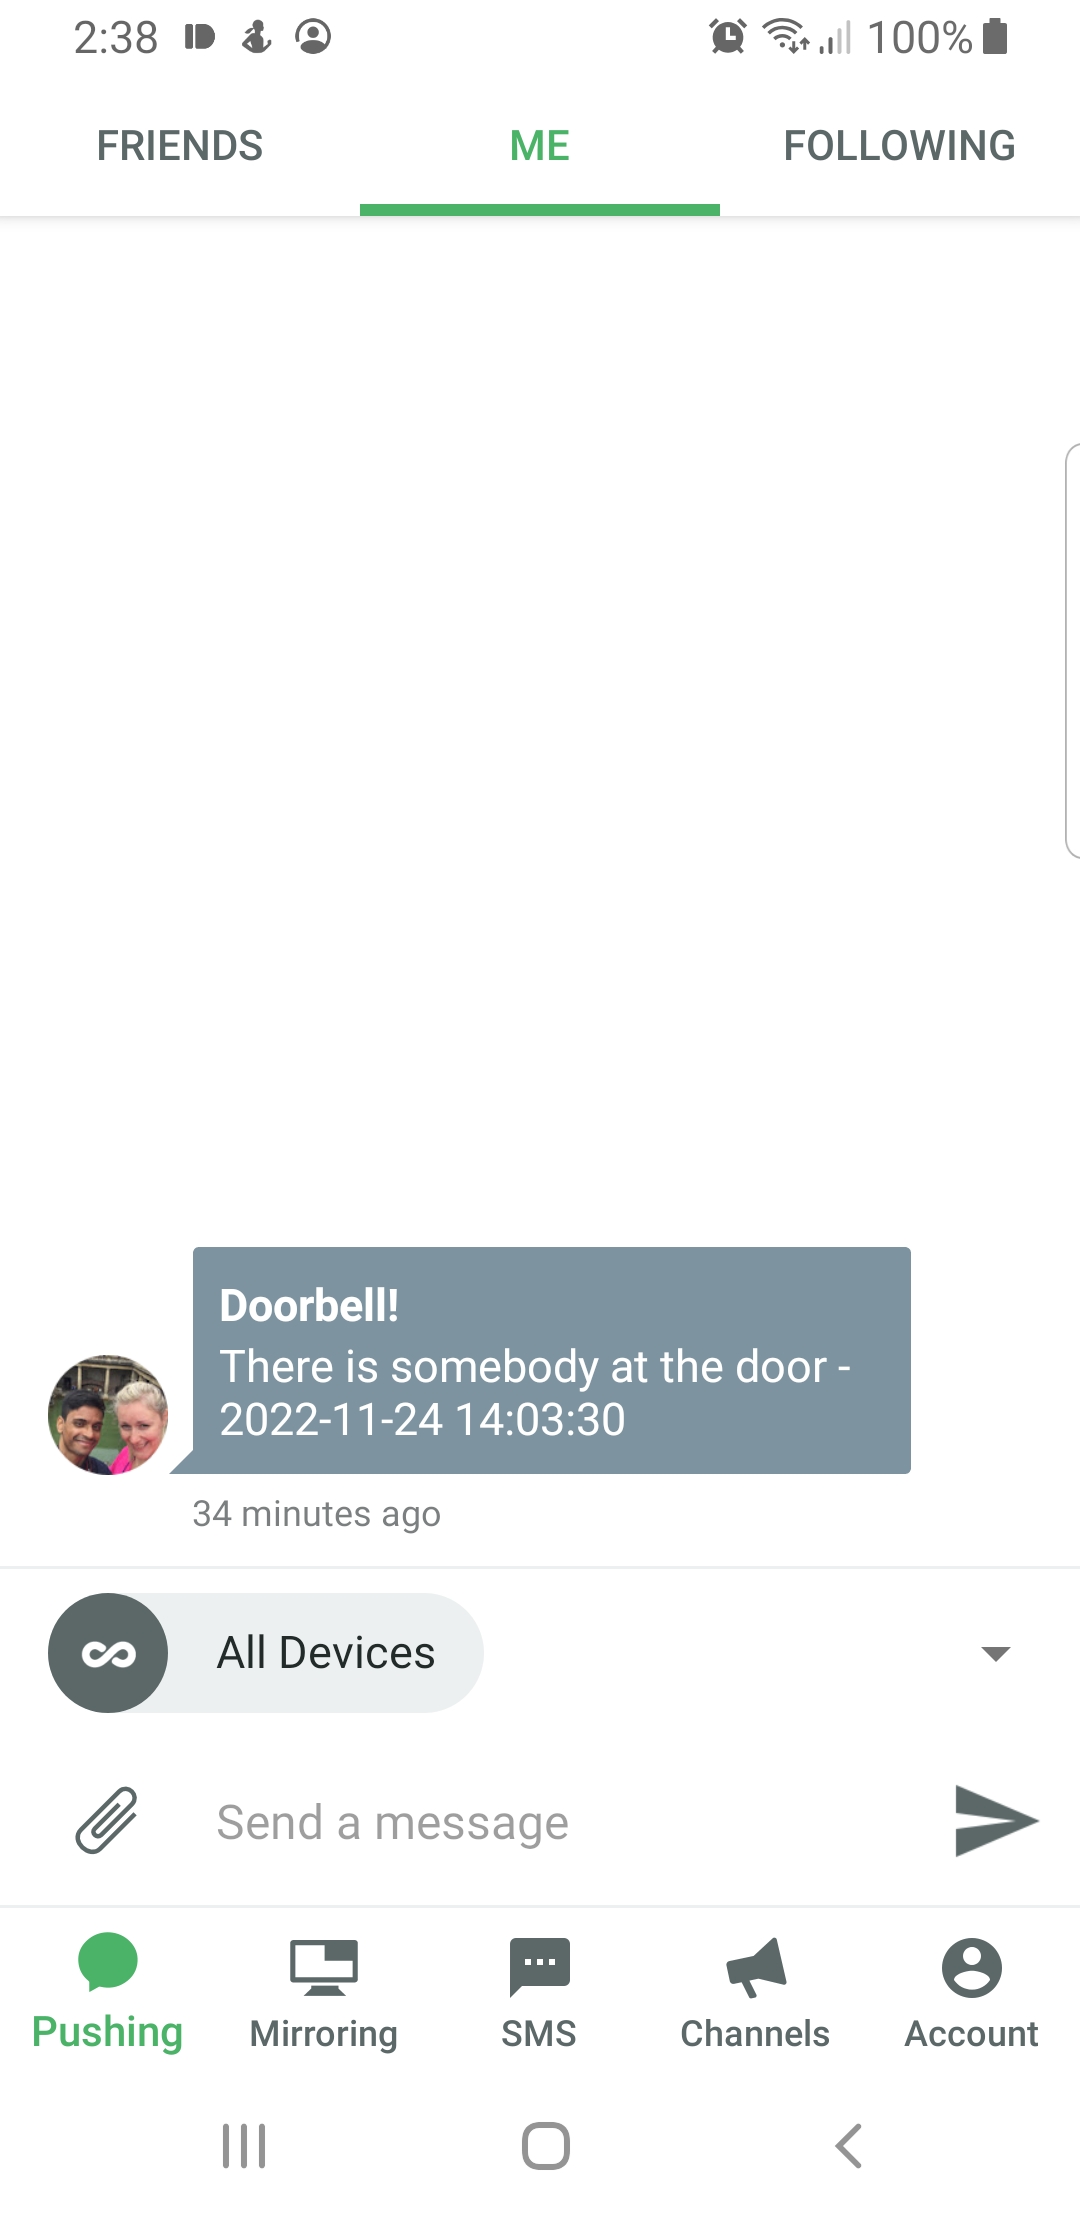 2:38
100%
FRIENDS
ME
FOLLOWING
Doorbell!
There is somebody at the door -
2022-11-24 14:03:30
34 minutes ago
All Devices
Send a message
Pushing
Mirroring
SMS
Channels
Account